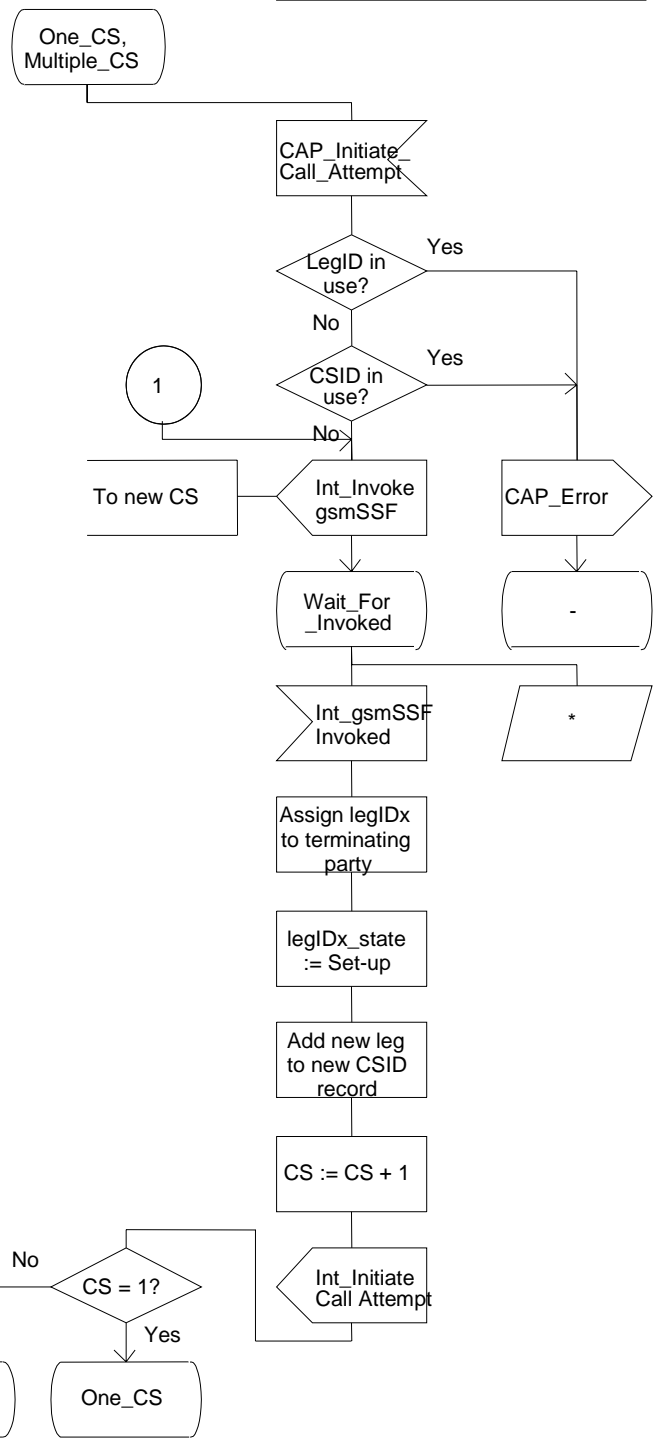 One_CS,
Multiple_CS
CAP_Initiate_
Call_Attempt
LegID in
use?
Yes
No
CSID in
use?
Yes
1
No
To new CS
Int_Invoke
gsmSSF
CAP_Error
Wait_For
_Invoked
-
Int_gsmSSF
Invoked
*
Assign legIDx
to terminating
party
legIDx_state
:= Set-up
Add new leg
to new CSID
record
CS := CS + 1
Int_Initiate
Call Attempt
No
CS = 1?
Yes
One_CS